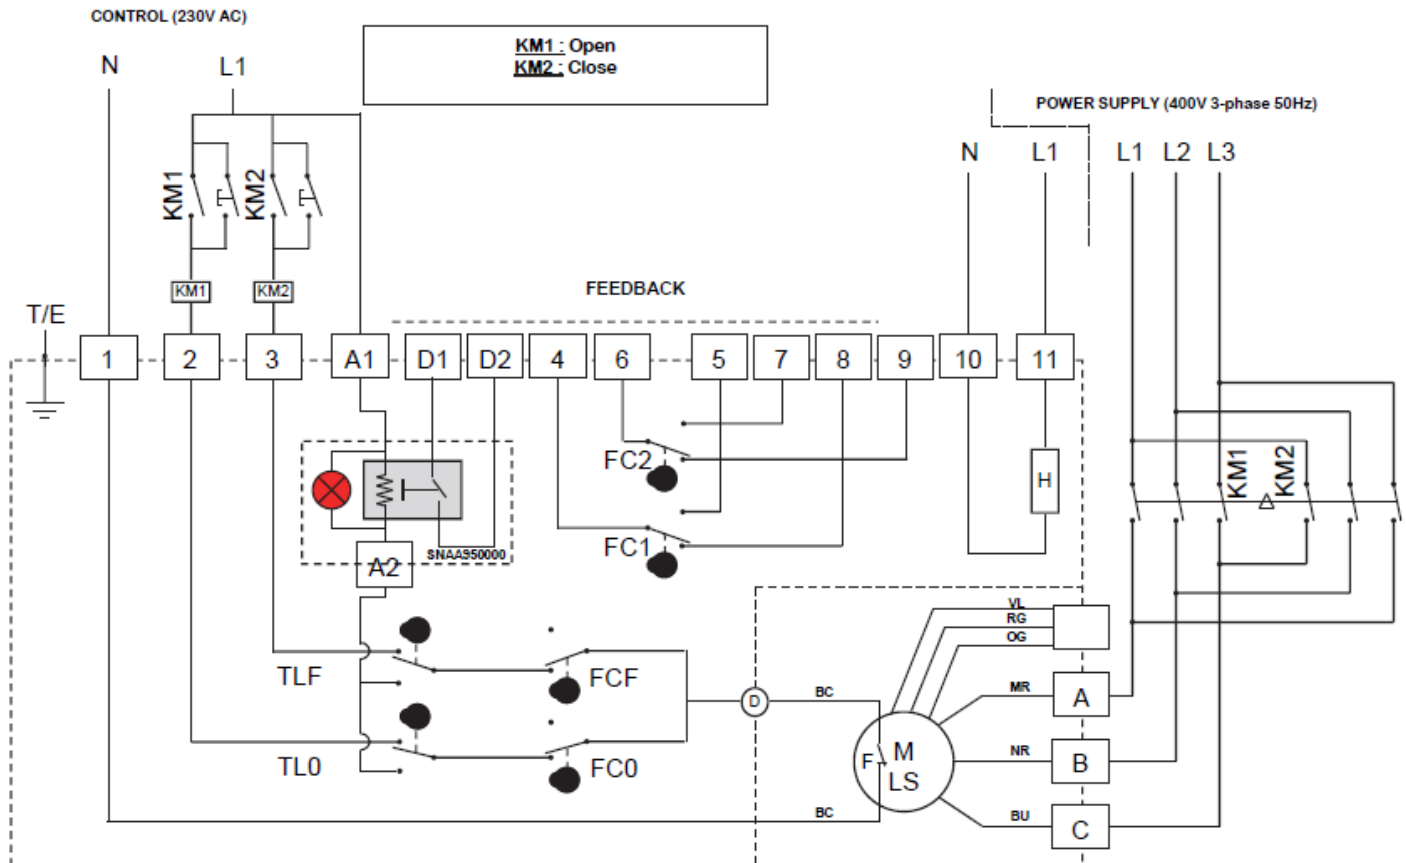 CONTROL (230V AC)
KM1 : Open
KM2 : Close
POWER SUPPLY (400V 3-phase 50Hz)
N
L1
N
L1
L1
L2
L3
KM1
KM2
KM1
KM2
FEEDBACK
T/E
1
2
3
A1
D1
D2
4
6
5
7
8
9
10
11
FC2
FC1
H
KM1
KM2
SNAA950000
A2
TLF
FCF
TL0
FC0
D
BC
BC
VL
RG
OG
MR
NR
BU
F
M
LS
A
B
C